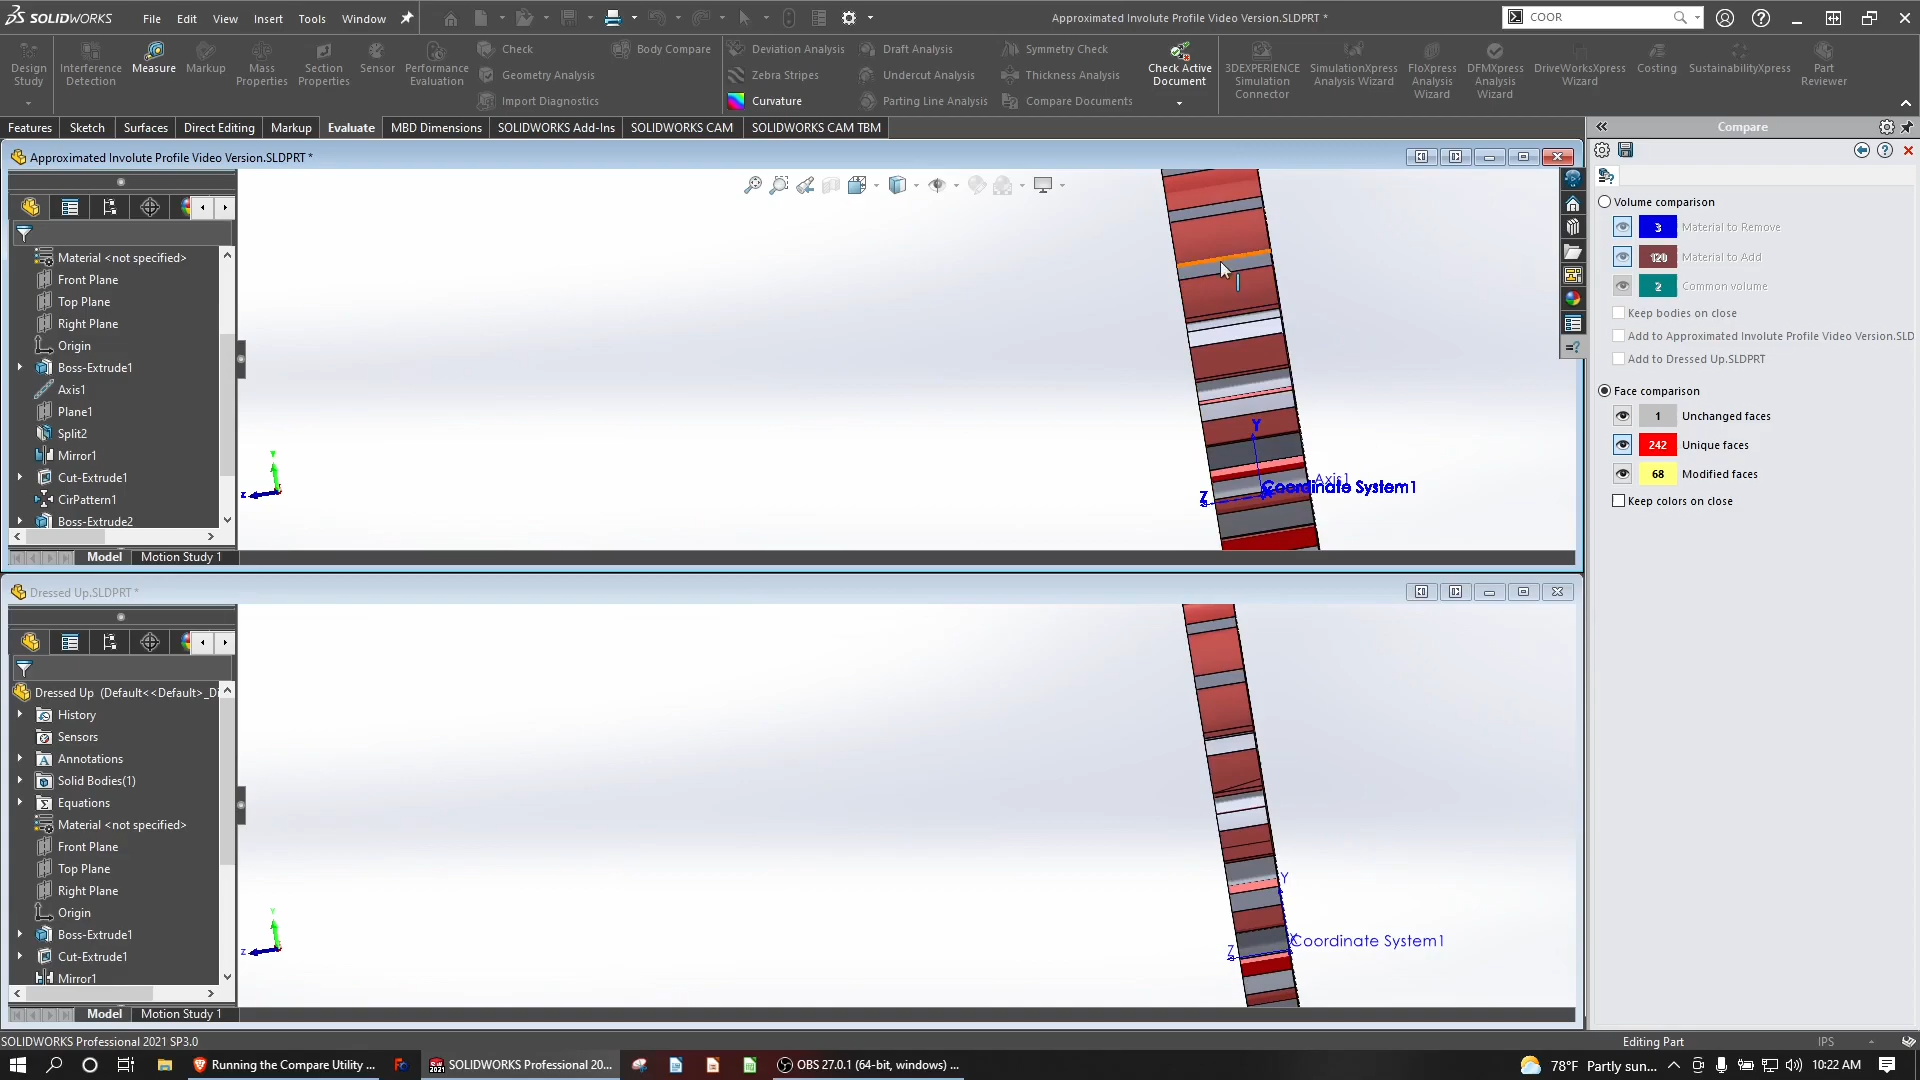 SOLIDWORKS File Edit View Insert Tools Window
Approximated Involute Profile Video Version.SLDPRT *
COOR
Design Study
Interference Detection
Measure
Markup
Mass Properties
Section Properties
Sensor
Performance Evaluation
Check
Geometry Analysis
Import Diagnostics
Body Compare
Deviation Analysis
Zebra Stripes
Curvature
Draft Analysis
Undercut Analysis
Parting Line Analysis
Symmetry Check
Thickness Analysis
Compare Documents
Check Active Document
3DEXPERIENCE Simulation Connector
SimulationXpress Analysis Wizard
FloXpress Analysis Wizard
DFMXpress Analysis Wizard
DriveWorksXpress Wizard
Costing
SustainabilityXpress
Part Reviewer
Features Sketch Surfaces Direct Editing Markup Evaluate MBD Dimensions SOLIDWORKS Add-Ins SOLIDWORKS CAM SOLIDWORKS CAM TBM
Approximated Involute Profile Video Version.SLDPRT *
Material <not specified>
Front Plane
Top Plane
Right Plane
Origin
Boss-Extrude1
Axis1
Plane1
Split2
Mirror1
Cut-Extrude1
CirPattern1
Boss-Extrude2
Model Motion Study 1
Y
Z
Axis1
Coordinate System1
Y
z
Dressed Up.SLDPRT *
Dressed Up (Default<<Default>_Di
History
Sensors
Annotations
Solid Bodies(1)
Equations
Material <not specified>
Front Plane
Top Plane
Right Plane
Origin
Boss-Extrude1
Cut-Extrude1
Mirror1
Model Motion Study 1
Y
Z
X
Coordinate System1
Y
z
Compare
Volume comparison
3 Material to Remove
120 Material to Add
2 Common volume
Keep bodies on close
Add to Approximated Involute Profile Video Version.SLD
Add to Dressed Up.SLDPRT
Face comparison
1 Unchanged faces
242 Unique faces
68 Modified faces
Keep colors on close
SOLIDWORKS Professional 2021 SP3.0
Editing Part
IPS
Running the Compare Utility ...
SOLIDWORKS Professional 20...
OBS 27.0.1 (64-bit, windows) ...
78°F Partly sun...
10:22 AM